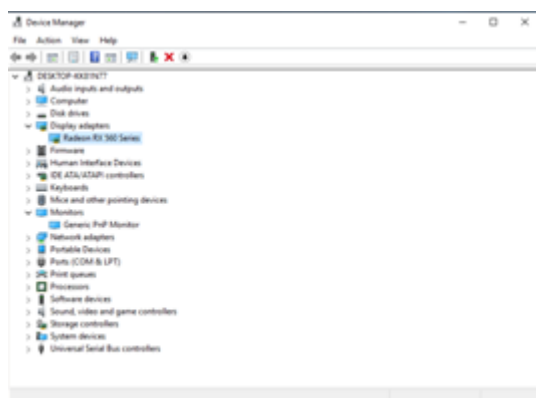 Device Manager
File Action View Help
Audio inputs and outputs
Computer
Disk drives
Display adapters
Radeon RX 560 Series
Firmware
Human Interface Devices
IDE ATA/ATAPI controllers
Keyboards
Mice and other pointing devices
Monitors
Generic PnP Monitor
Network adapters
Portable Devices
Ports (COM & LPT)
Print queues
Processors
Software devices
Sound, video and game controllers
Storage controllers
System devices
Universal Serial Bus controllers